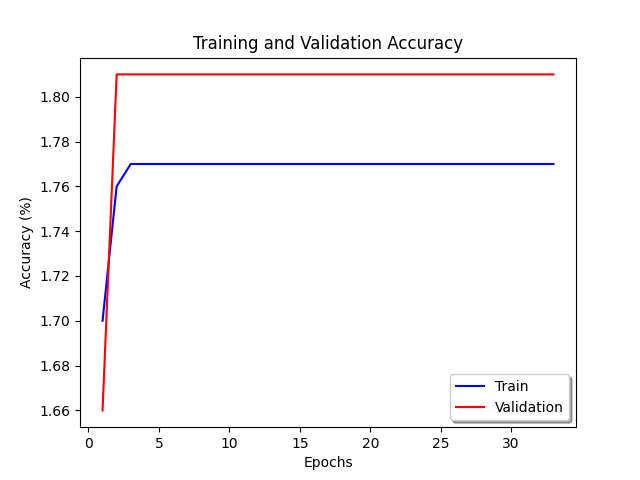 Training and Validation Accuracy
Accuracy (%)
1.80
1.78
1.76
1.74
1.72
1.70
1.68
1.66
0 5 10 15 20 25 30
Epochs
Train
Validation